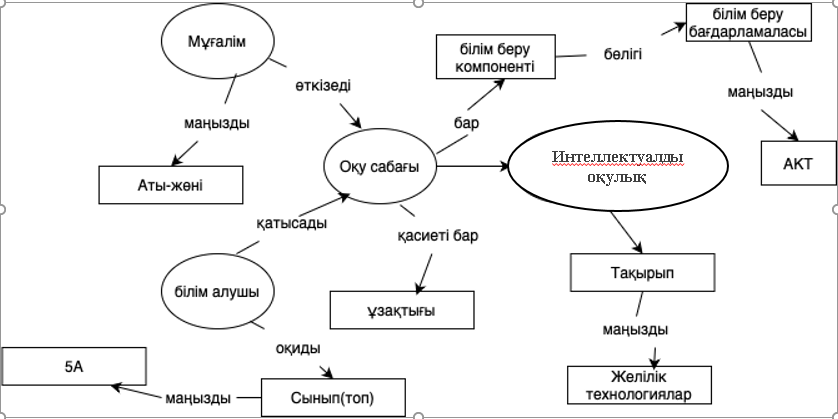 Мұғалім
білім беру
компоненті
бөлігі
білім беру
бағдарламаласы
өткізеді
маңызды
маңызды
бар
Аты-жөні
Оқу сабағы
Интеллектуалды
оқулық
АКТ
қатысады
қасиеті бар
білім алушы
ұзақтығы
Тақырып
маңызды
оқиды
5А
маңызды
Сынып(топ)
Желілік
технологиялар